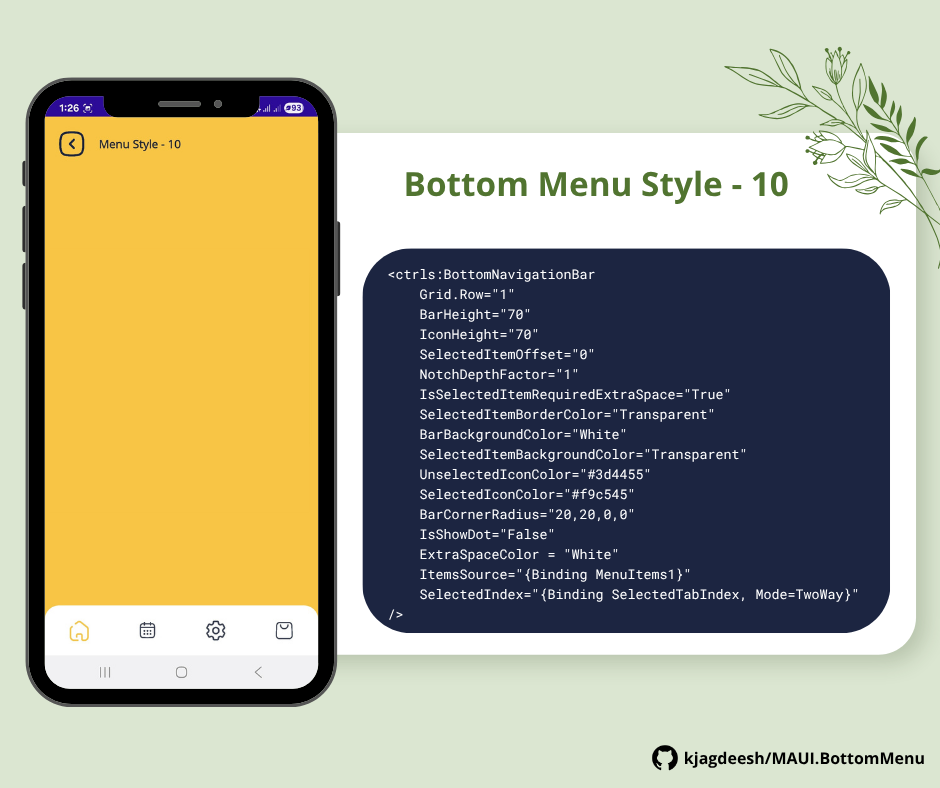 1:26
93
Menu Style - 10
Bottom Menu Style - 10
<ctrls:BottomNavigationBar
Grid.Row="1"
BarHeight="70"
IconHeight="70"
SelectedItemOffset="0"
NotchDepthFactor="1"
IsSelectedItemRequiredExtraSpace="True"
SelectedItemBorderColor="Transparent"
BarBackgroundColor="White"
SelectedItemBackgroundColor="Transparent"
UnselectedIconColor="#3d4455"
SelectedIconColor="#f9c545"
BarCornerRadius="20,20,0,0"
IsShowDot="False"
ExtraSpaceColor = "White"
ItemsSource="{Binding MenuItems1}"
SelectedIndex="{Binding SelectedTabIndex, Mode=TwoWay}"
/>
kjagdeesh/MAUI.BottomMenu